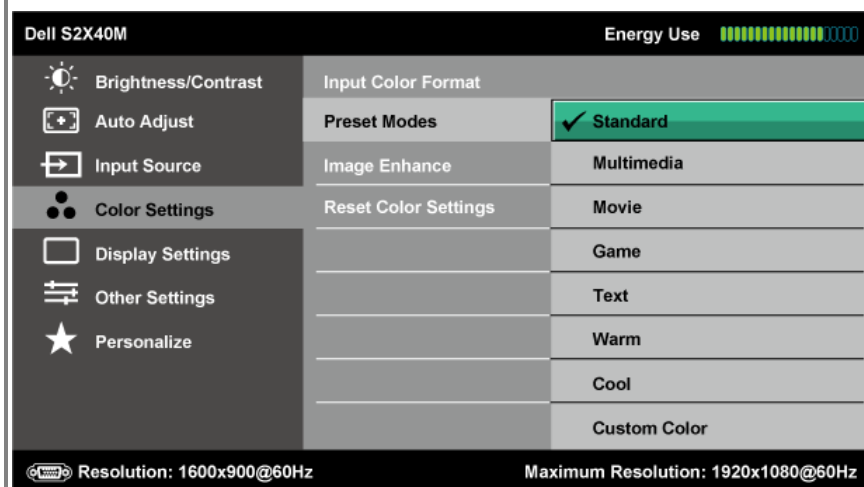 Dell S2X40M
Energy Use
Brightness/Contrast
Auto Adjust
Input Source
Color Settings
Display Settings
Other Settings
Personalize
Input Color Format
Preset Modes
Image Enhance
Reset Color Settings
Standard
Multimedia
Movie
Game
Text
Warm
Cool
Custom Color
Resolution: 1600x900@60Hz
Maximum Resolution: 1920x1080@60Hz